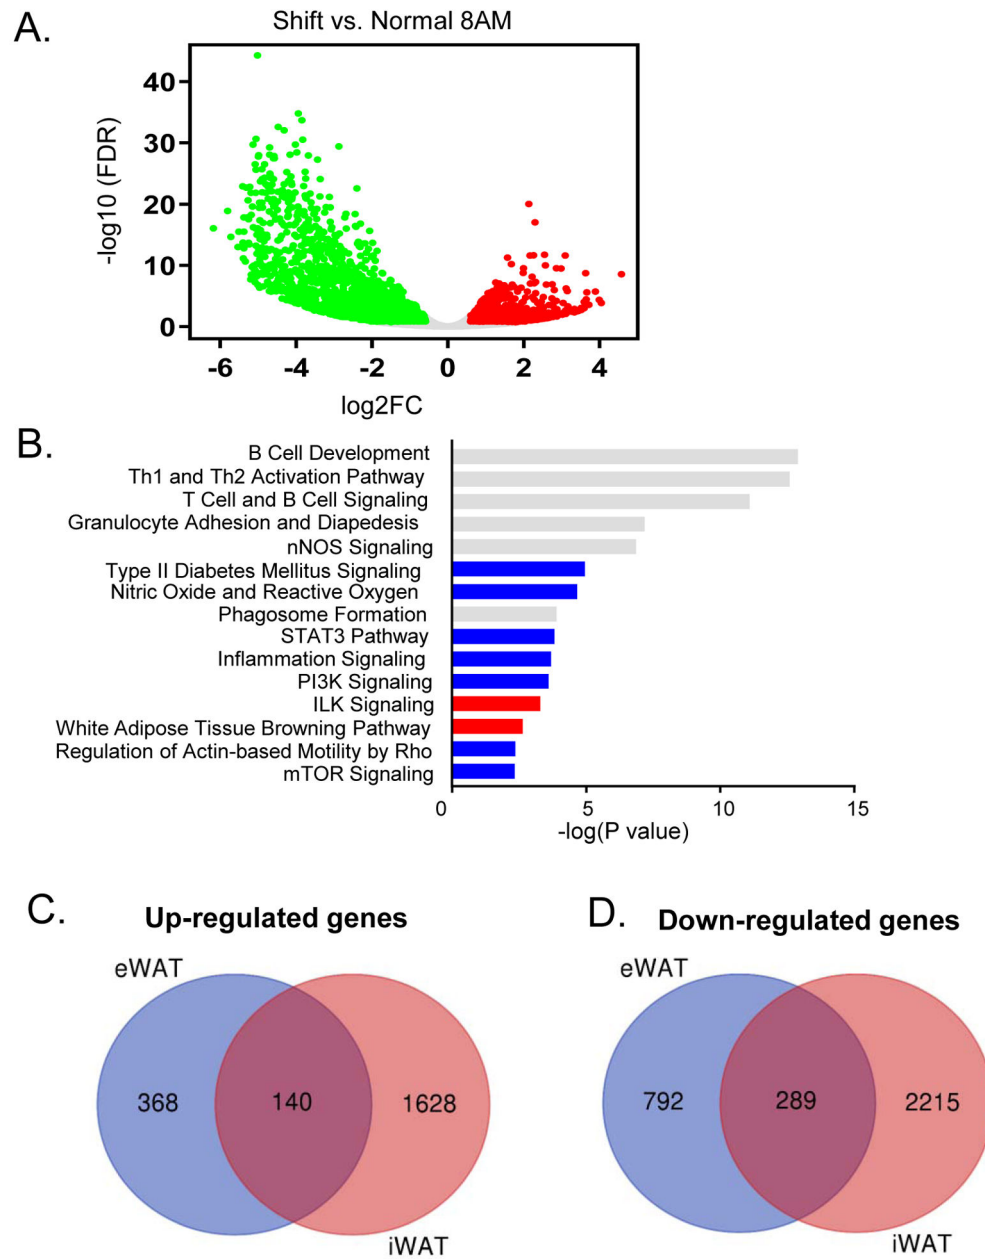 A.
Shift vs. Normal 8AM
-log10 (FDR)
40
30
20
10
0
-6 -4 -2 0 2 4
log2FC
B.
B Cell Development
Th1 and Th2 Activation Pathway
T Cell and B Cell Signaling
Granulocyte Adhesion and Diapedesis
nNOS Signaling
Type II Diabetes Mellitus Signaling
Nitric Oxide and Reactive Oxygen
Phagosome Formation
STAT3 Pathway
Inflammation Signaling
PI3K Signaling
ILK Signaling
White Adipose Tissue Browning Pathway
Regulation of Actin-based Motility by Rho
mTOR Signaling
0 5 10 15
-log(P value)
C.
Up-regulated genes
eWAT
368 140 1628
iWAT
D.
Down-regulated genes
eWAT
792 289 2215
iWAT